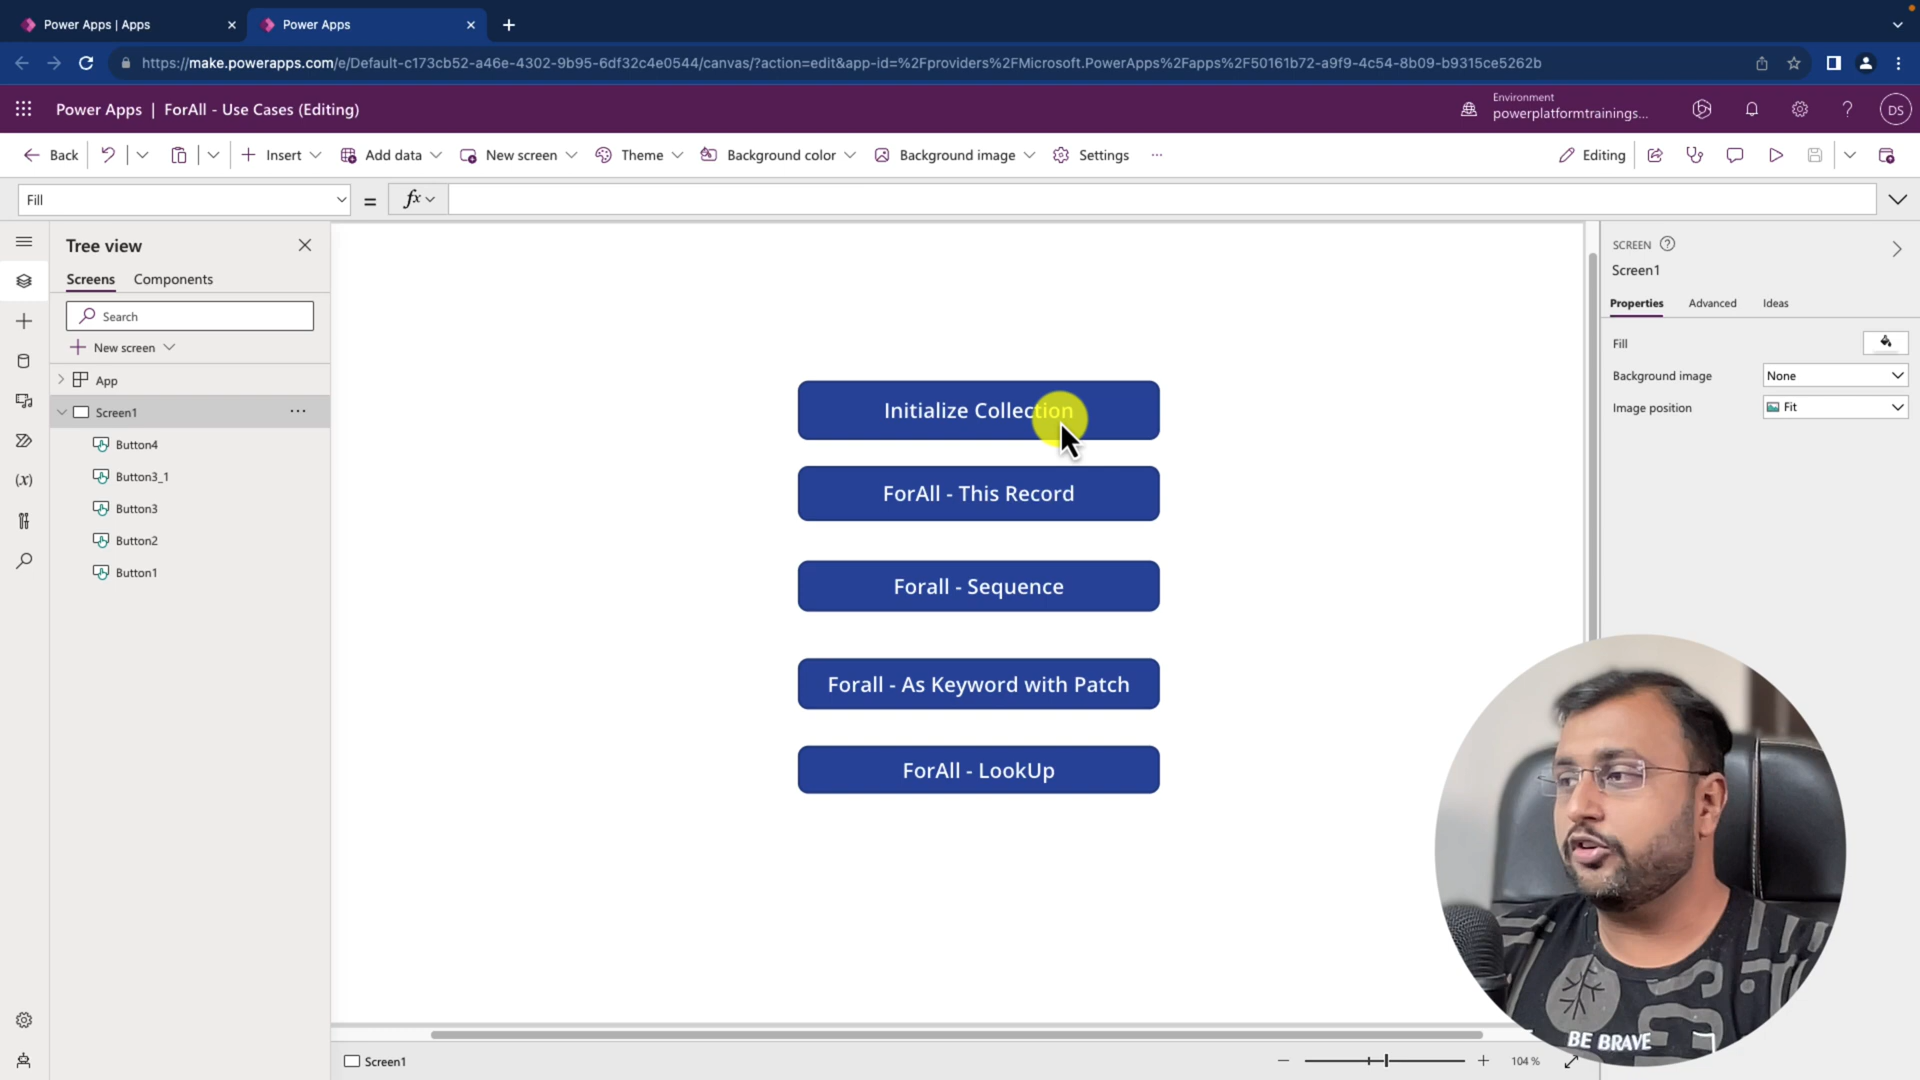 Power Apps | Apps
Power Apps
https://make.powerapps.com/e/Default-c173cb52-a46e-4302-9b95-6df32c4e0544/canvas/?action=edit&app-id=%2Fproviders%2FMicrosoft.PowerApps%2Fapps%2F50161b72-a9f9-4c54-8b09-b9315ce5262b
Power Apps | ForAll - Use Cases (Editing)
Environment
powerplatformtrainings...
DS
Back
Insert
Add data
New screen
Theme
Background color
Background image
Settings
Editing
Fill
=
fx
Tree view
Screens
Components
Search
New screen
App
Screen1
Button4
Button3_1
Button3
Button2
Button1
Initialize Collection
ForAll - This Record
Forall - Sequence
Forall - As Keyword with Patch
ForAll - LookUp
SCREEN
Screen1
Properties
Advanced
Ideas
Fill
Background image
None
Image position
Fit
BE BRAVE
Screen1
104 %